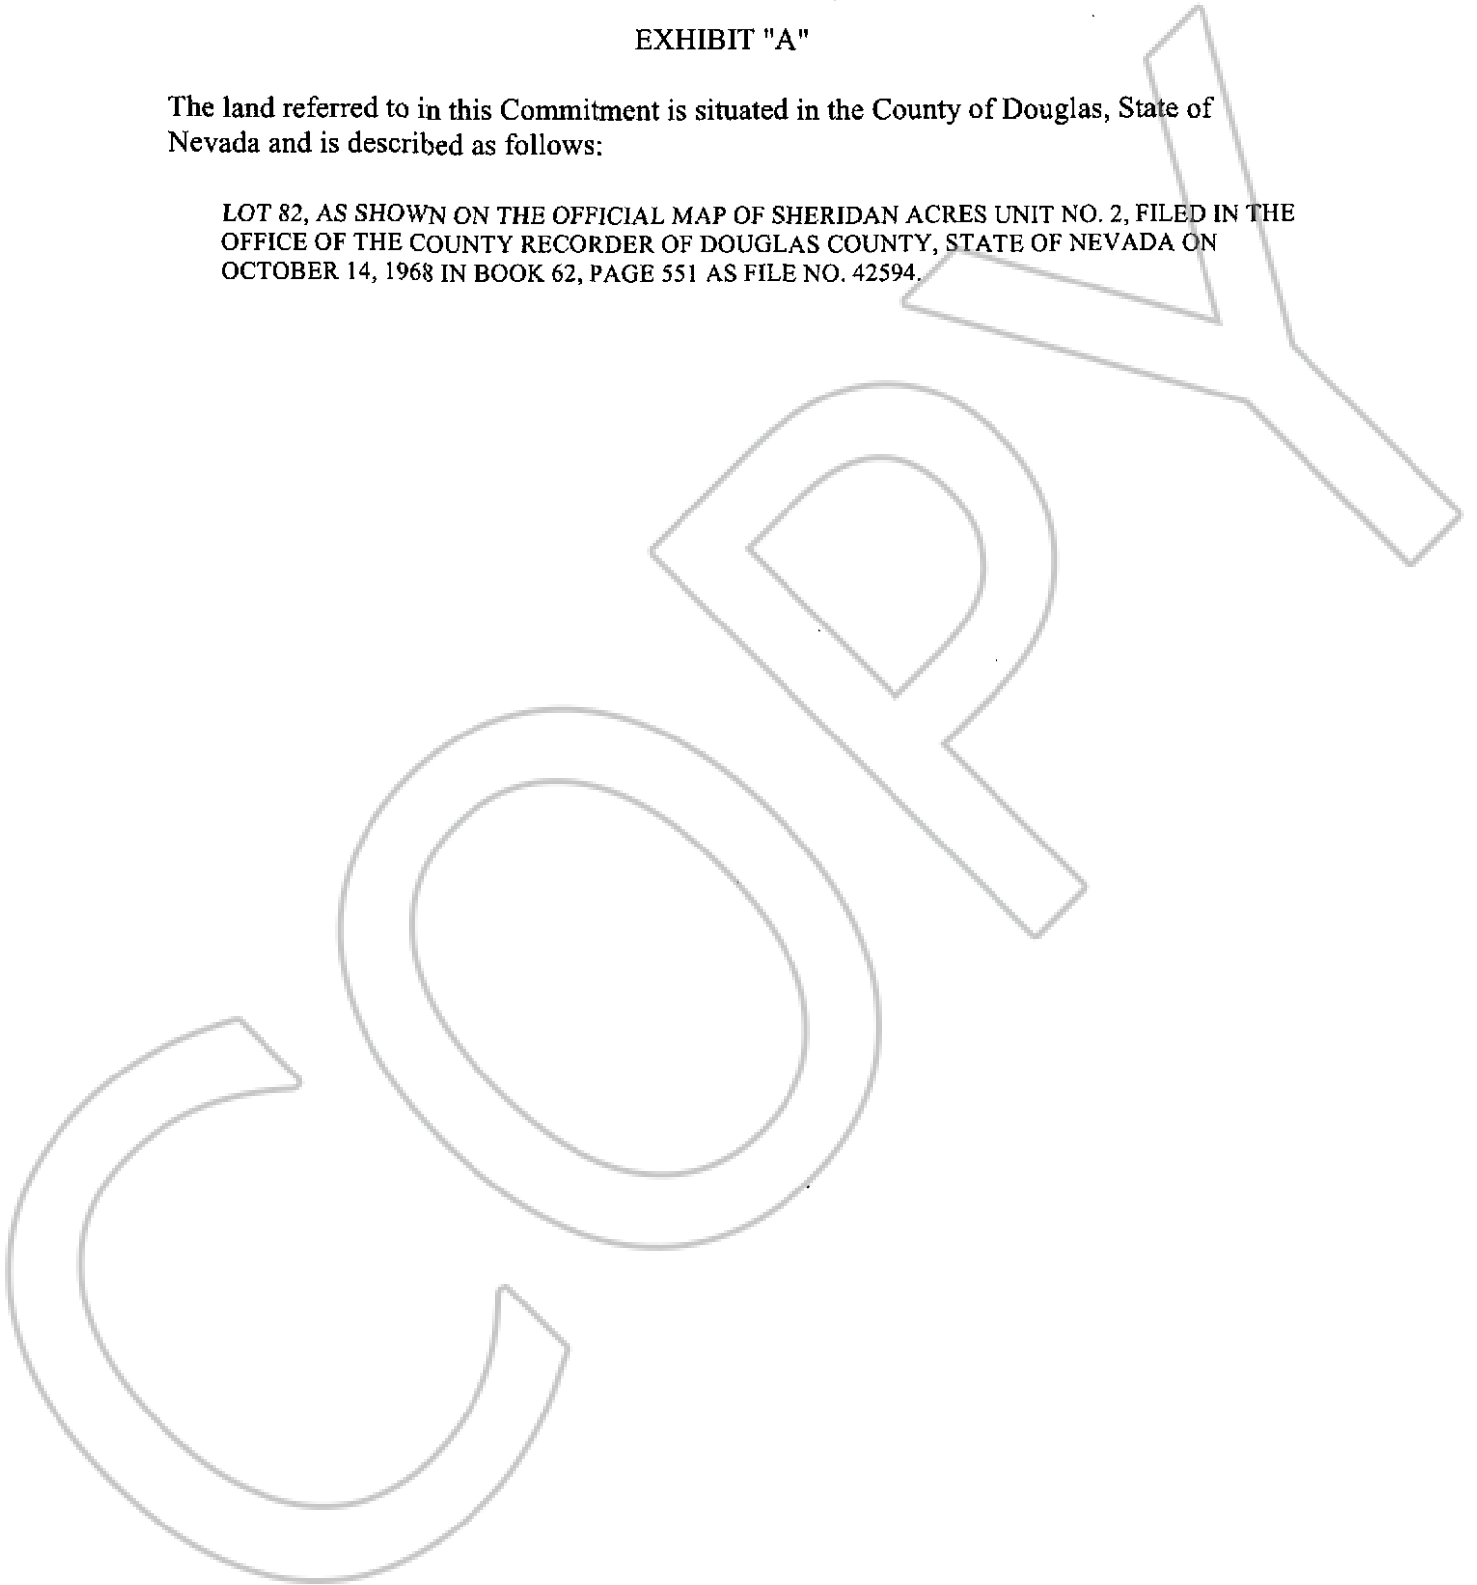 EXHIBIT "A"
The land referred to in this Commitment is situated in the County of Douglas, State of
Nevada and is described as follows:
LOT 82, AS SHOWN ON THE OFFICIAL MAP OF SHERIDAN ACRES UNIT NO. 2, FILED IN THE
OFFICE OF THE COUNTY RECORDER OF DOUGLAS COUNTY, STATE OF NEVADA ON
OCTOBER 14, 1968 IN BOOK 62, PAGE 551 AS FILE NO. 42594.
COPY